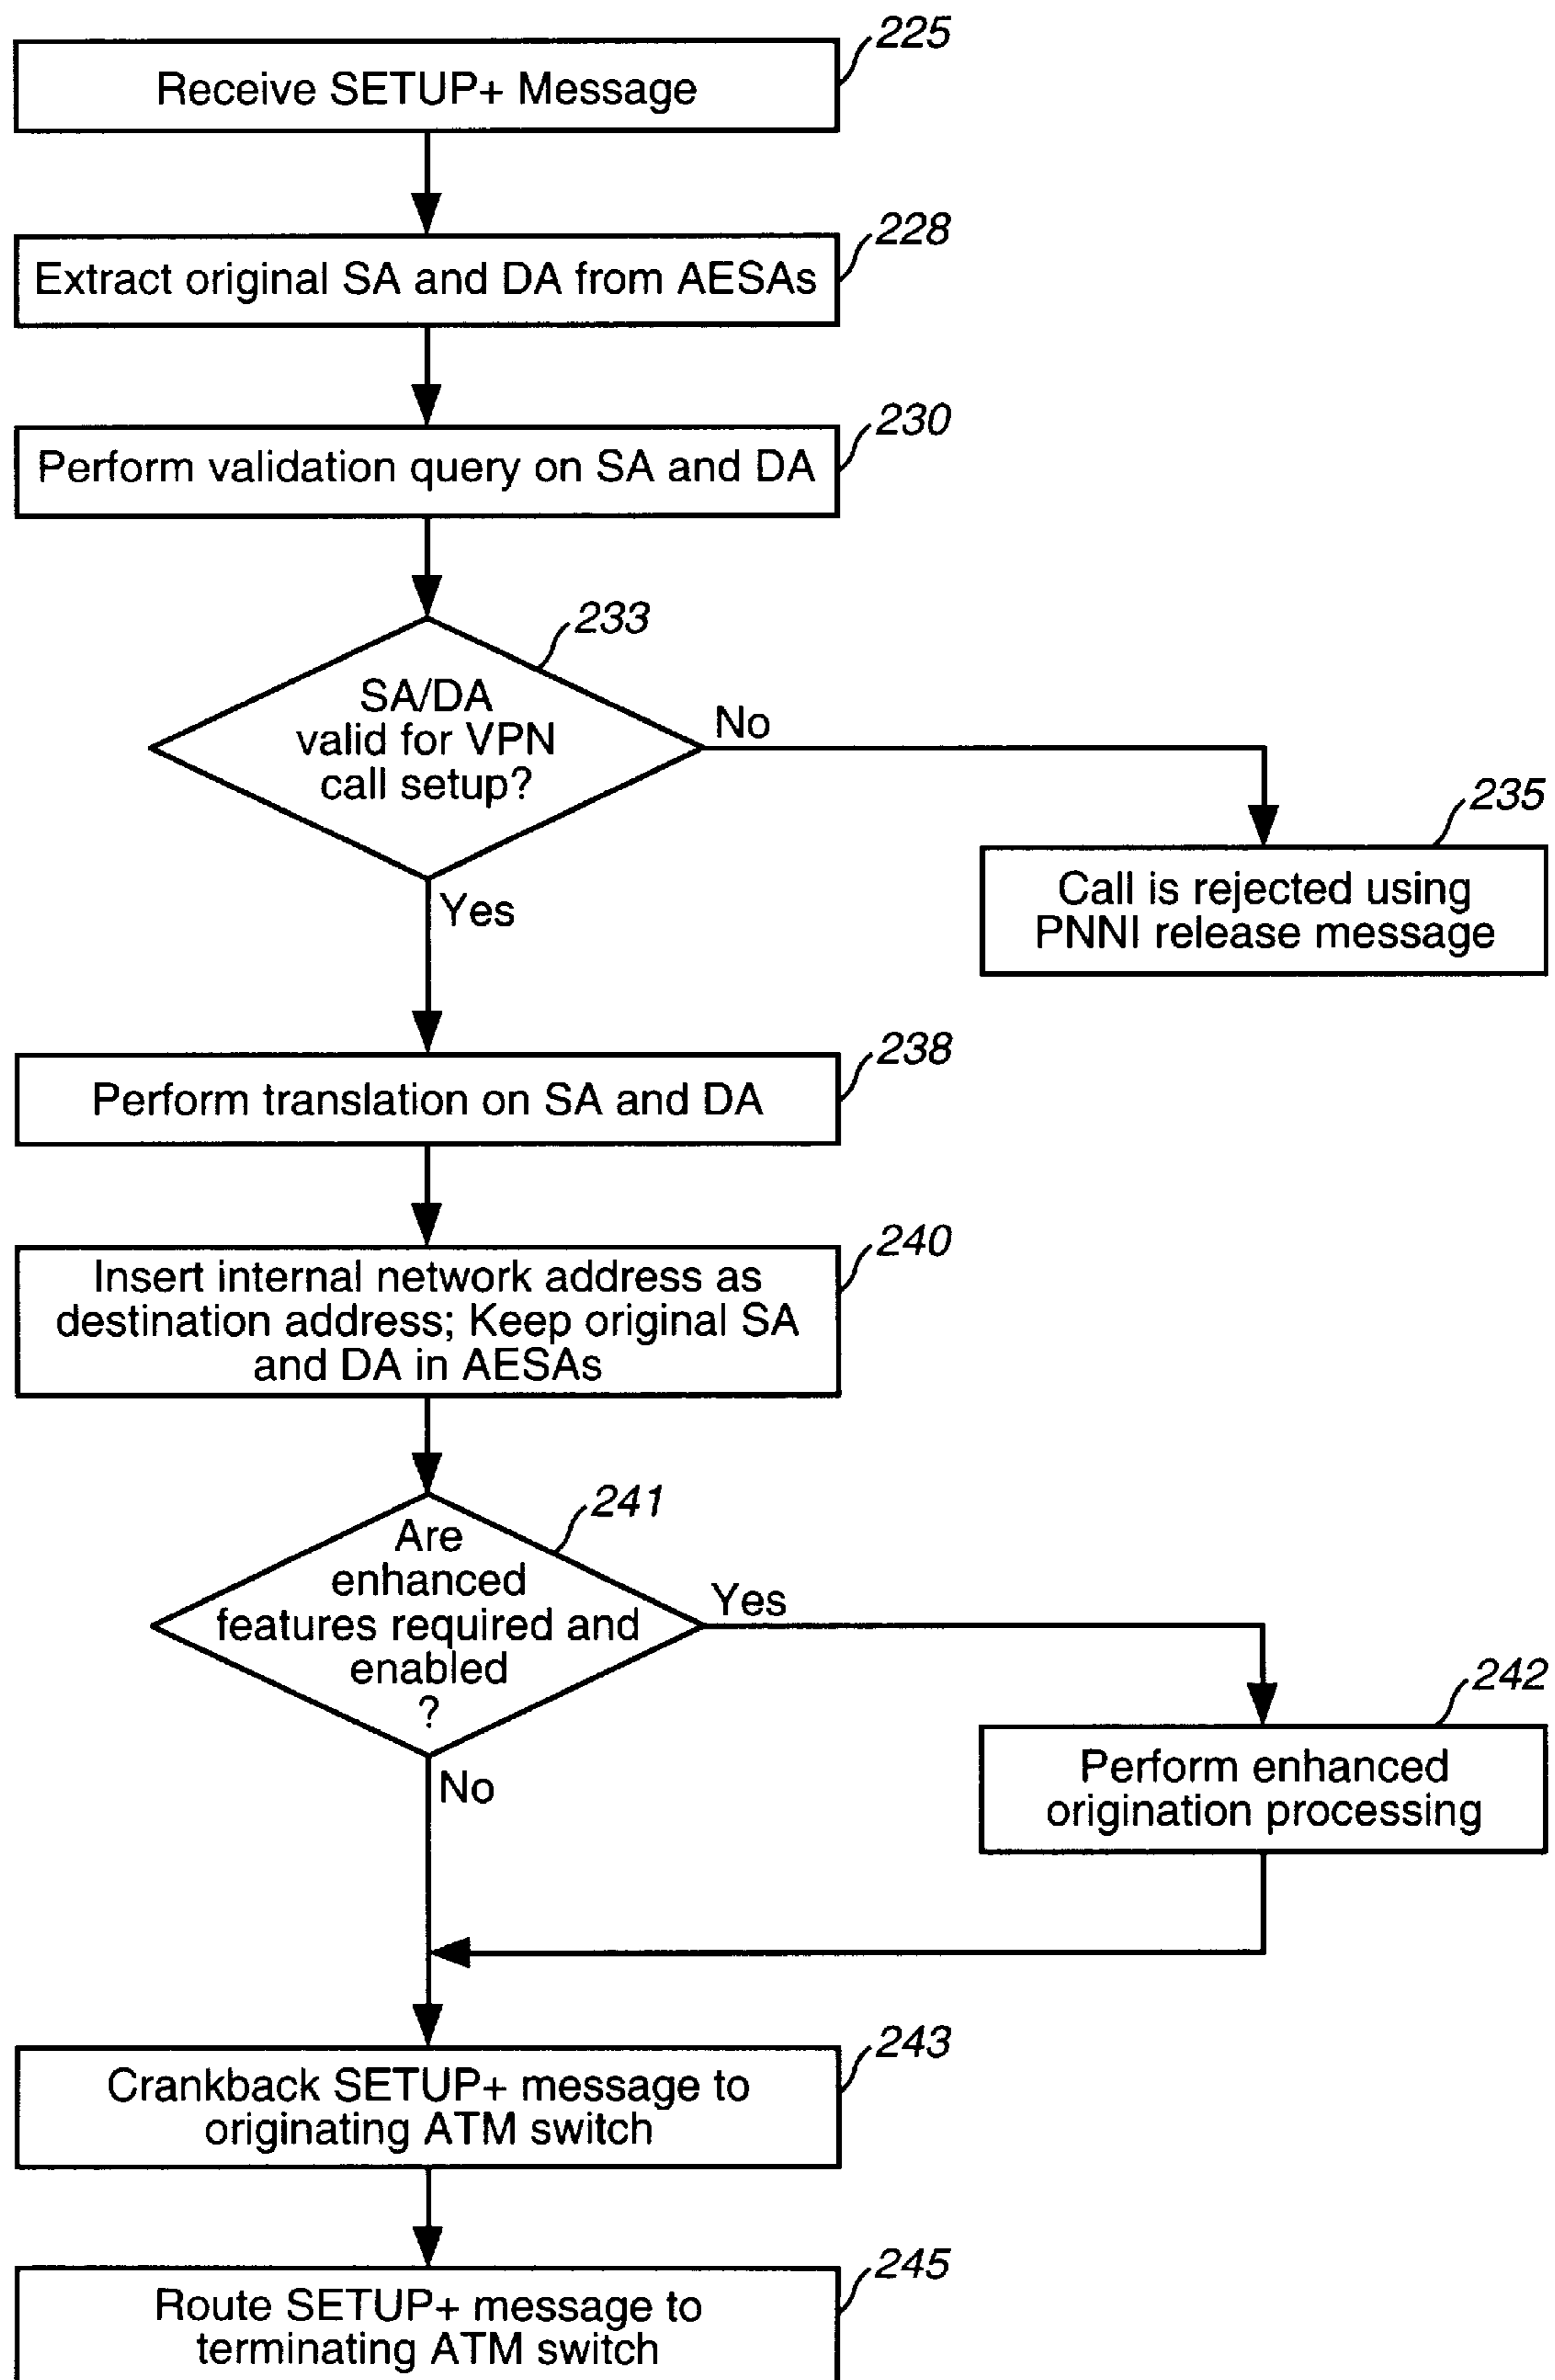 225
Receive SETUP+ Message
228
Extract original SA and DA from AESAs
230
Perform validation query on SA and DA
233
SA/DA
valid for VPN
call setup?
No
235
Call is rejected using
PNNI release message
Yes
238
Perform translation on SA and DA
240
Insert internal network address as
destination address; Keep original SA
and DA in AESAs
241
Are
enhanced
features required and
enabled
?
Yes
242
Perform enhanced
origination processing
No
243
Crankback SETUP+ message to
originating ATM switch
245
Route SETUP+ message to
terminating ATM switch